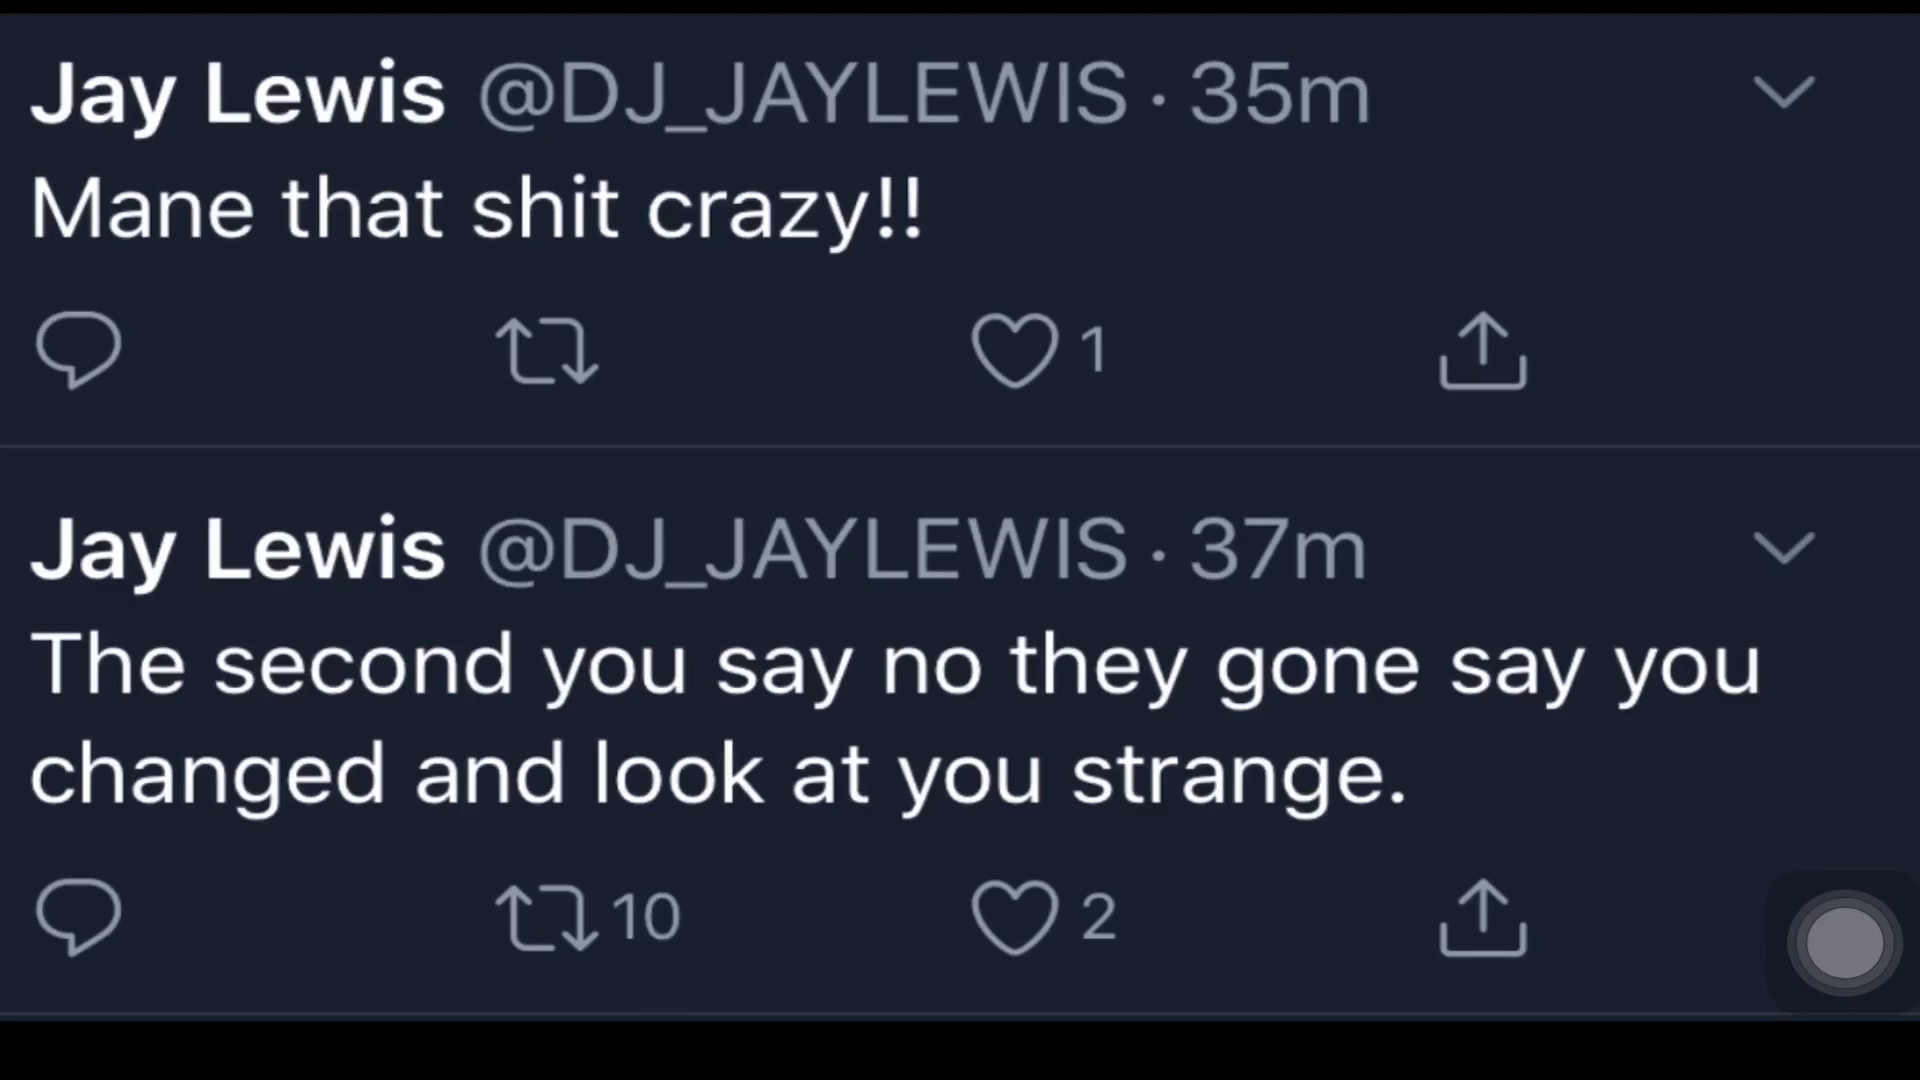 Jay Lewis @DJ_JAYLEWIS · 35m
Mane that shit crazy!!
1
Jay Lewis @DJ_JAYLEWIS · 37m
The second you say no they gone say you
changed and look at you strange.
10 2